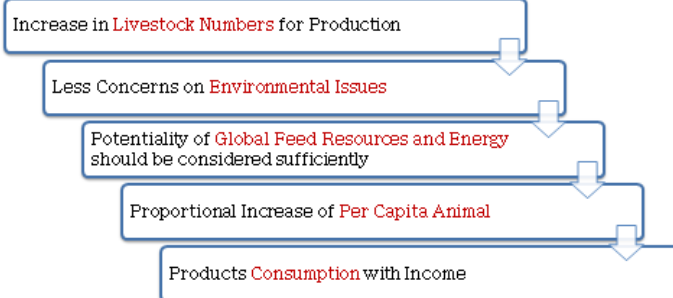 Increase in Livestock Numbers for Production
Less Concerns on Environmental Issues
Potentiality of Global Feed Resources and Energy
should be considered sufficiently
Proportional Increase of Per Capita Animal
Products Consumption with Income